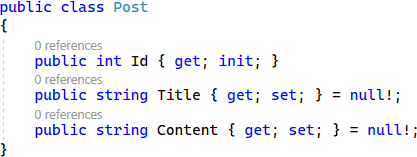 public class Post
{
0 references
public int Id { get; init; }
0 references
public string Title { get; set; } = null!;
0 references
public string Content { get; set; } = null!;
}